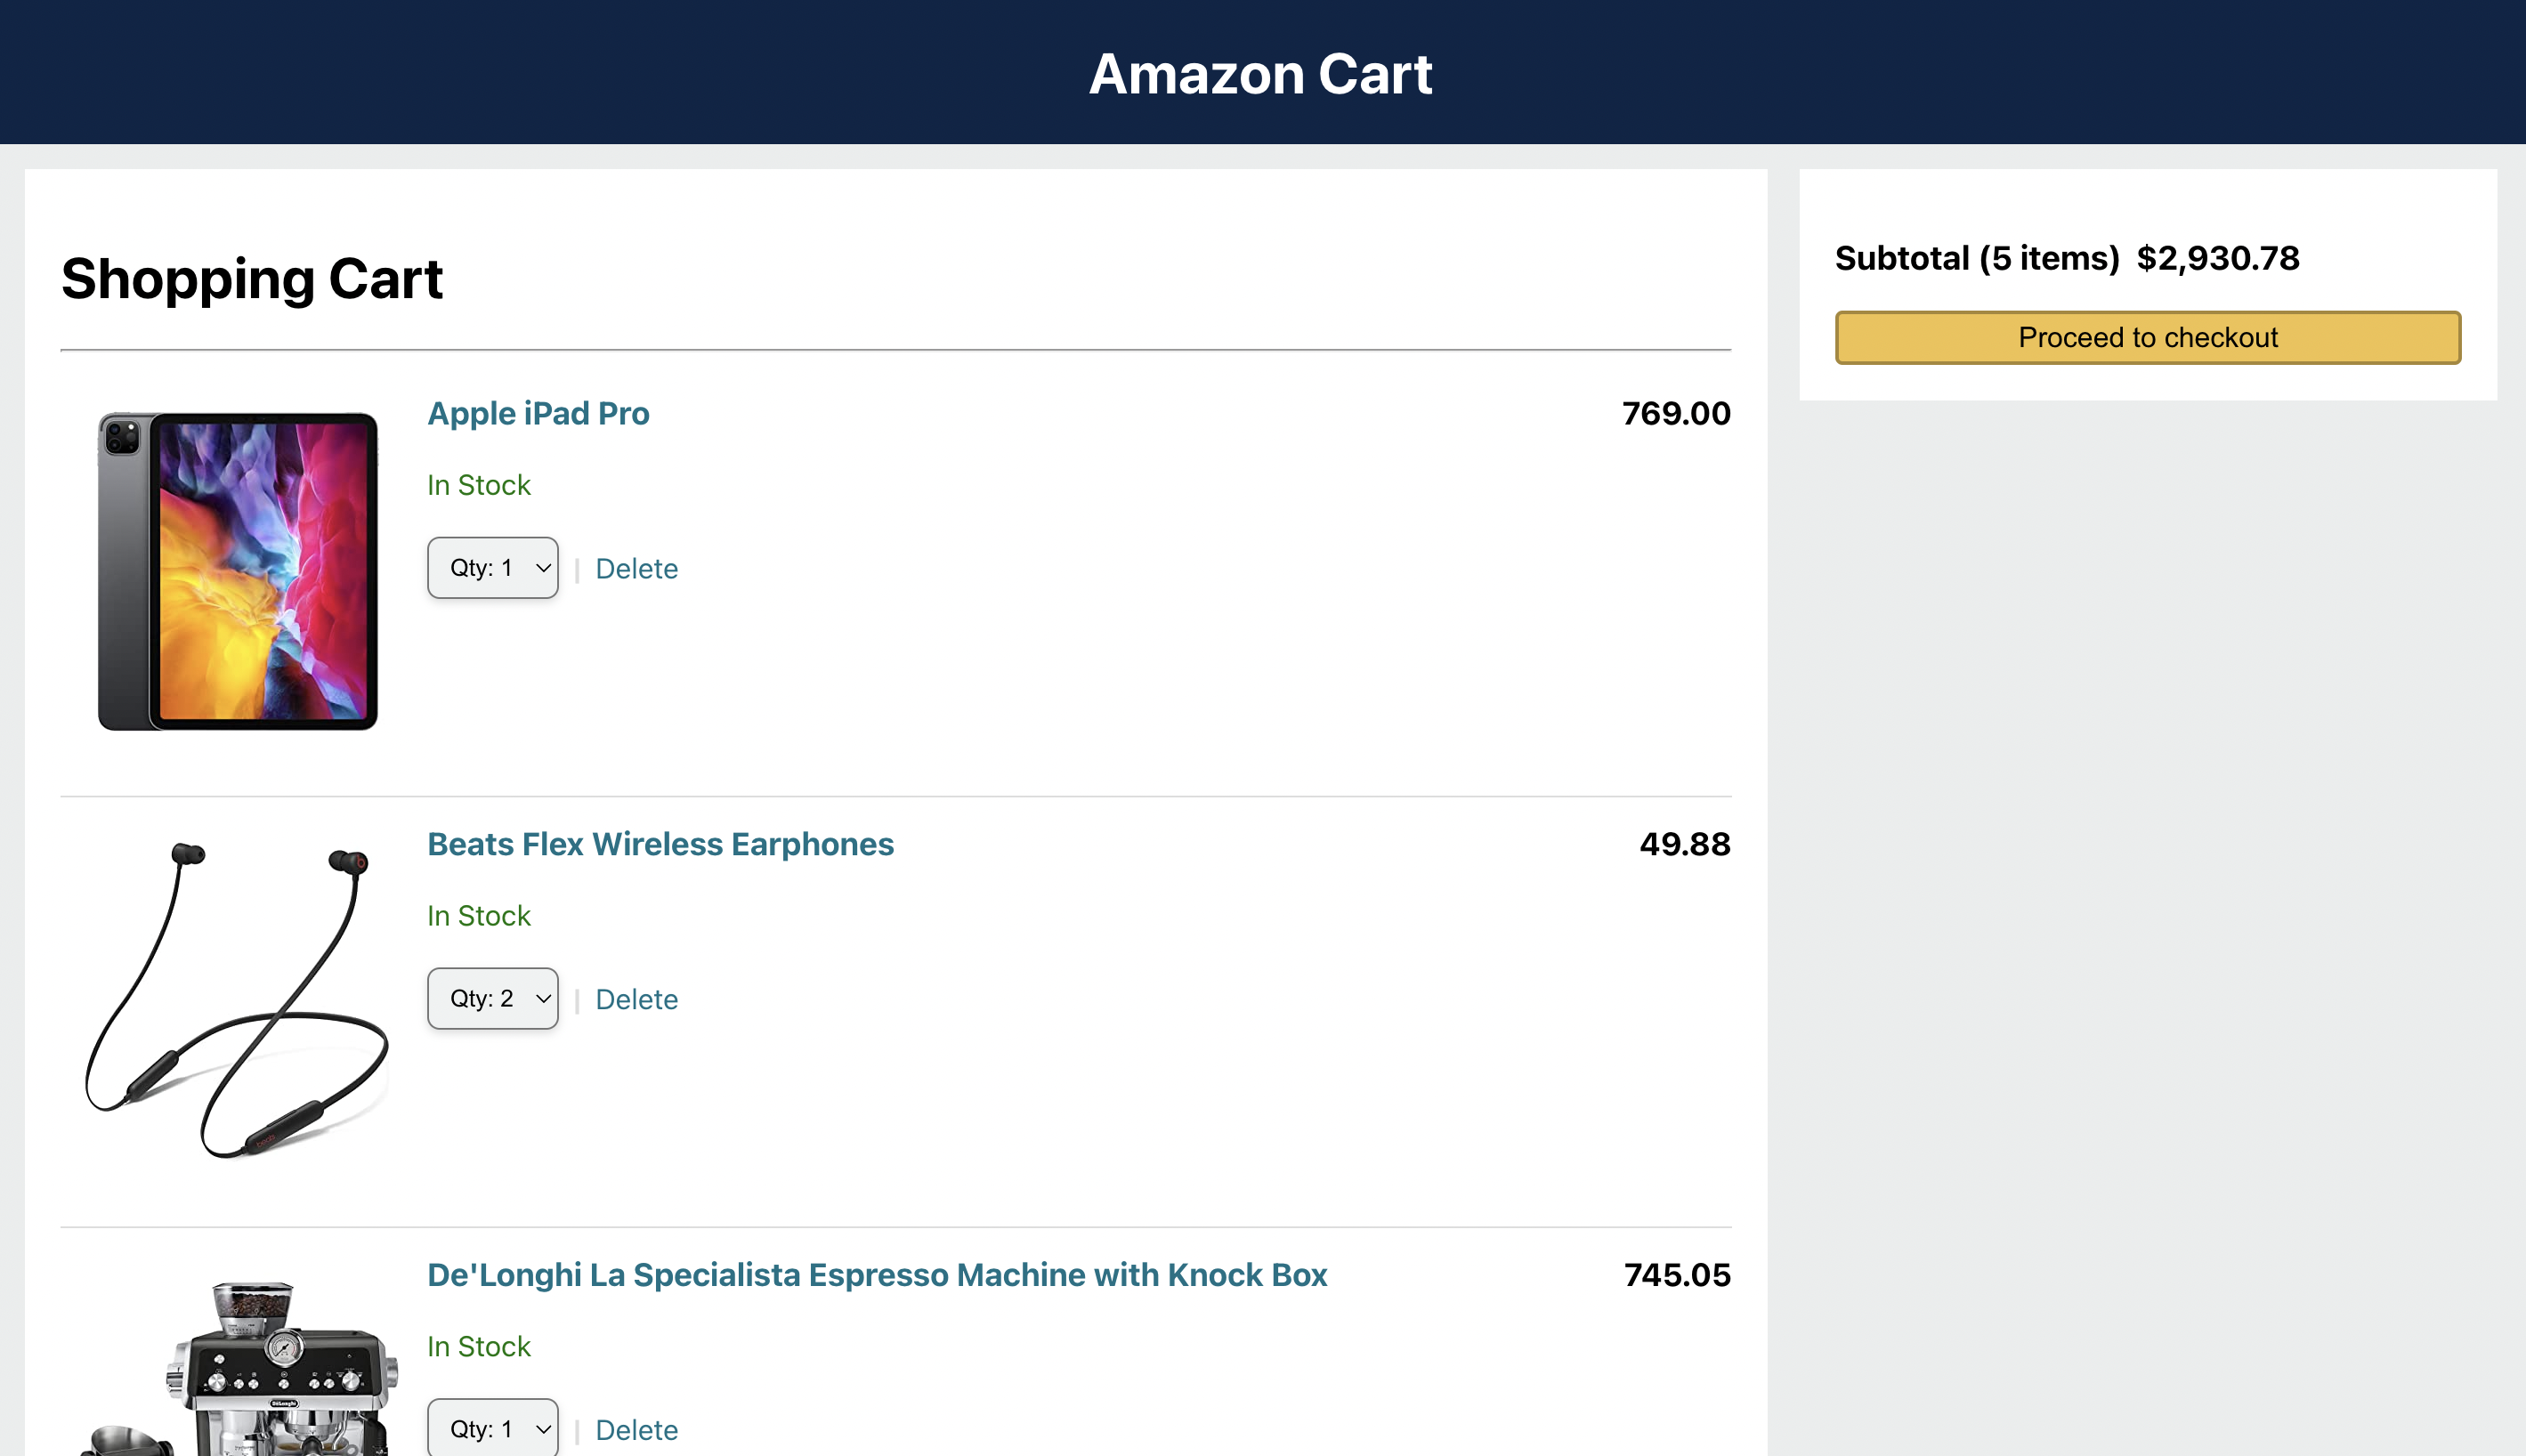 Amazon Cart
Shopping Cart
Subtotal (5 items) $2,930.78
Proceed to checkout
Apple iPad Pro 769.00
In Stock
Qty: 1 | Delete
Beats Flex Wireless Earphones 49.88
In Stock
Qty: 2 | Delete
beats
De'Longhi La Specialista Espresso Machine with Knock Box 745.05
In Stock
DeLonghi
Qty: 1 | Delete